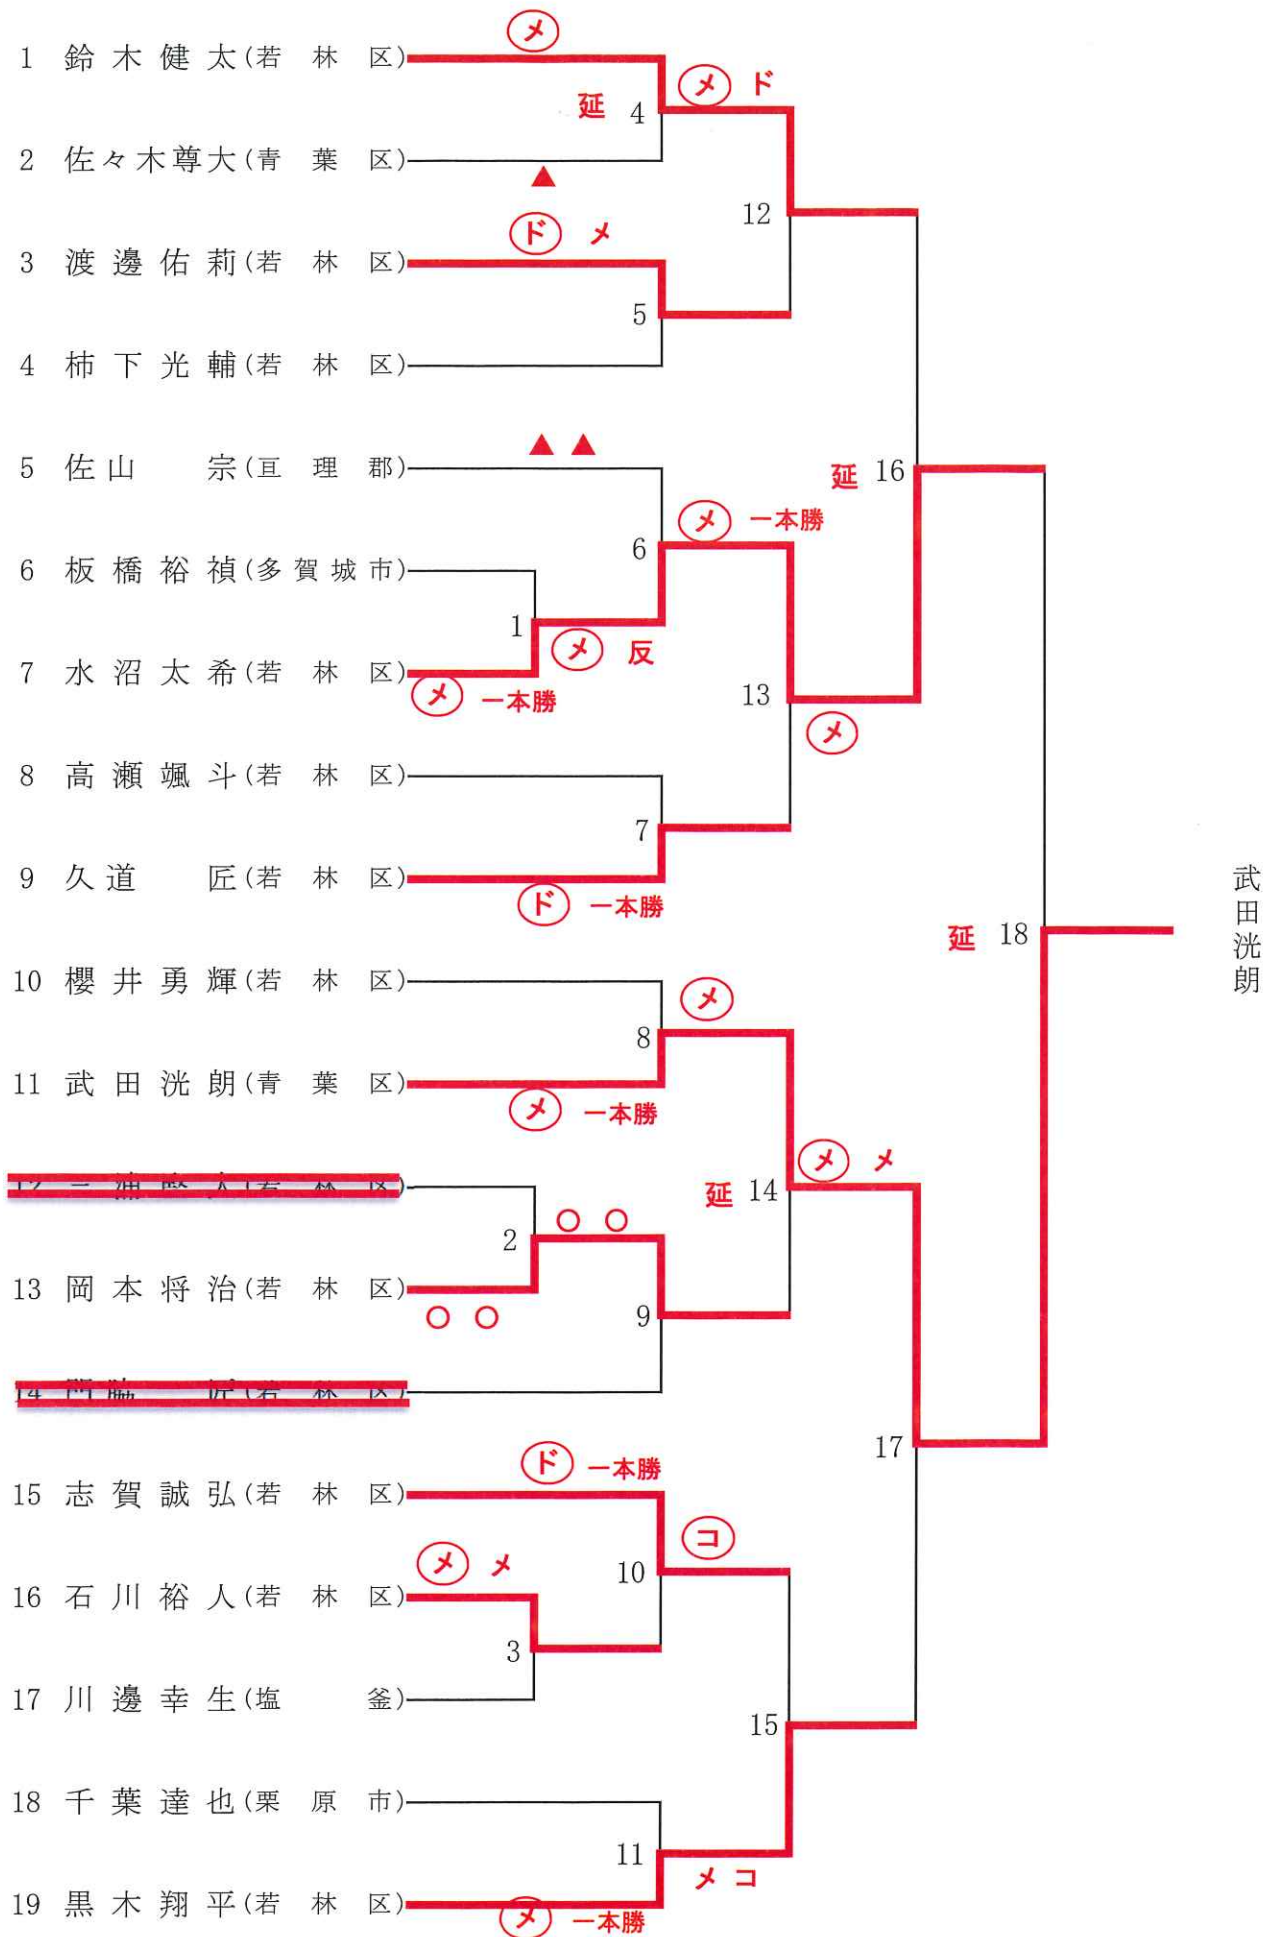 メ
1 鈴木健太(若林区)
メ ド
延 4
2 佐々木尊大(青葉区)
▲
12
ド メ
3 渡邊佑莉(若林区)
5
4 柿下光輔(若林区)
▲ ▲
5 佐山 宗(亘理郡)
延 16
メ 一本勝
6
6 板橋裕禎(多賀城市)
1
メ 反
7 水沼太希(若林区)
メ 一本勝
13
メ
8 高瀬颯斗(若林区)
7
9 久道 匠(若林区)
ド 一本勝
武田洸朗
延 18
10 櫻井勇輝(若林区)
メ
8
11 武田洸朗(青葉区)
メ 一本勝
メ メ
延 14
○ ○
2
13 岡本将治(若林区)
○ ○
9
17
ド 一本勝
15 志賀誠弘(若林区)
コ
メ メ
10
16 石川裕人(若林区)
3
17 川邊幸生(塩釜)
15
18 千葉達也(栗原市)
11
メ コ
19 黒木翔平(若林区)
メ 一本勝